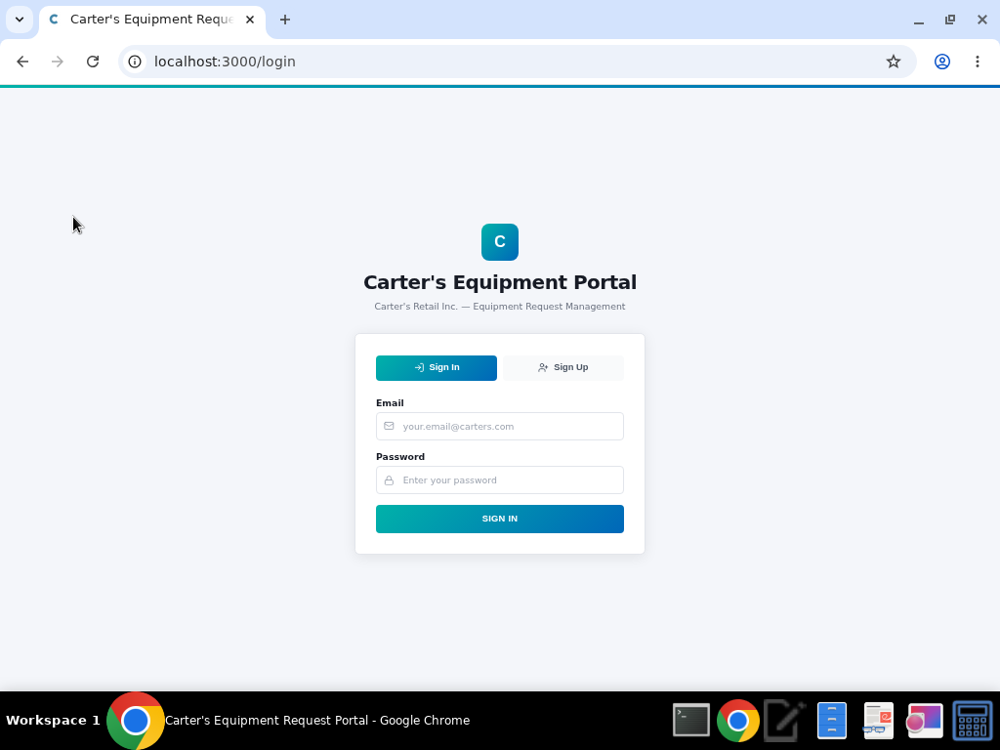 Carter's Equipment Reque
localhost:3000/login
C
Carter's Equipment Portal
Carter's Retail Inc. — Equipment Request Management
Sign In
Sign Up
Email
your.email@carters.com
Password
Enter your password
SIGN IN
Workspace 1
Carter's Equipment Request Portal - Google Chrome